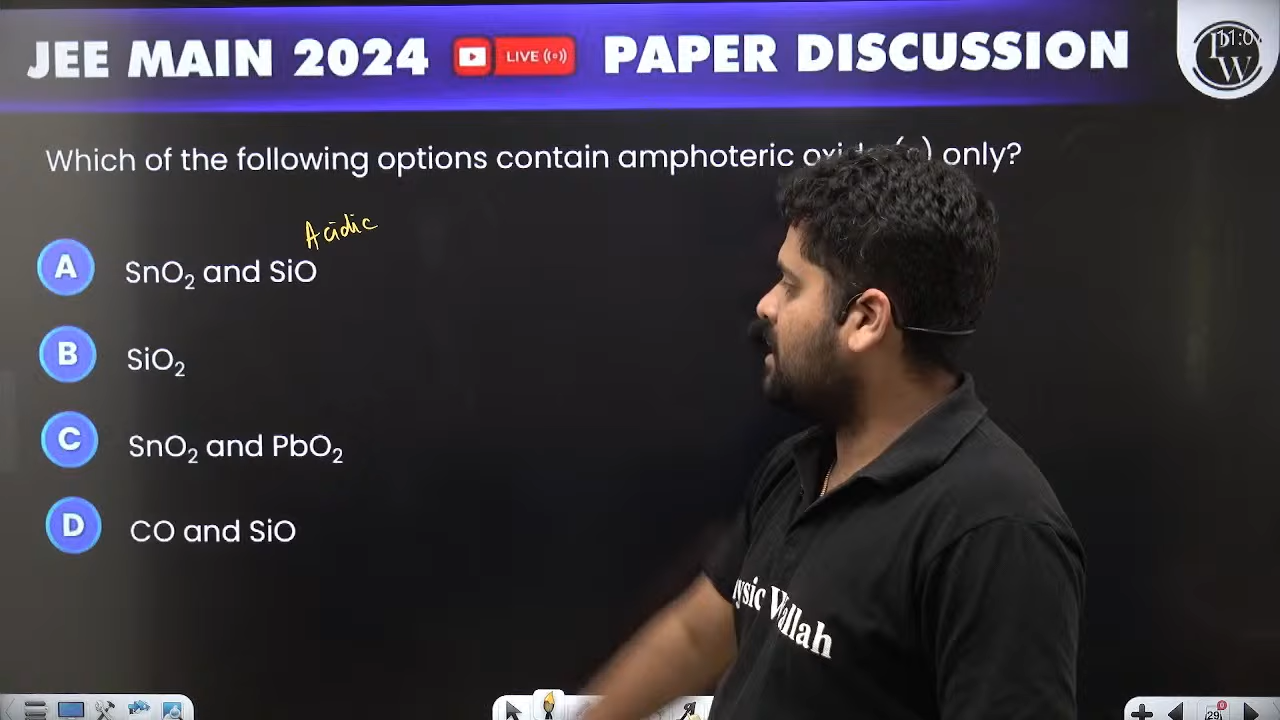 JEE MAIN 2024 LIVE PAPER DISCUSSION
Which of the following options contain amphoteric only?
Acidic
A SnO₂ and SiO
B SiO₂
C SnO₂ and PbO₂
D CO and SiO
Wallah